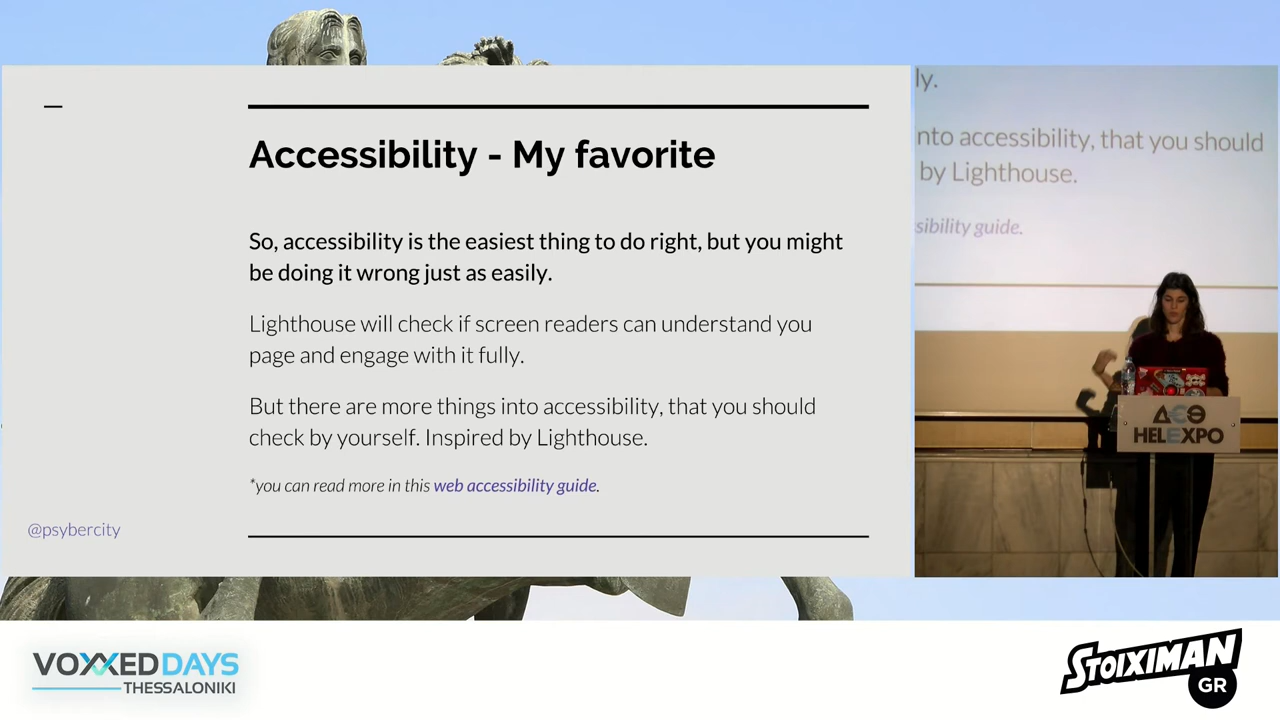 Accessibility - My favorite
So, accessibility is the easiest thing to do right, but you might
be doing it wrong just as easily.
Lighthouse will check if screen readers can understand you
page and engage with it fully.
But there are more things into accessibility, that you should
check by yourself. Inspired by Lighthouse.
*you can read more in this web accessibility guide.
@psybercity
ly.
nto accessibility, that you should
by Lighthouse.
sibility guide.
ΔΕΘ
HELEXPO
VOXXED DAYS
THESSALONIKI
STOIXIMAN
GR